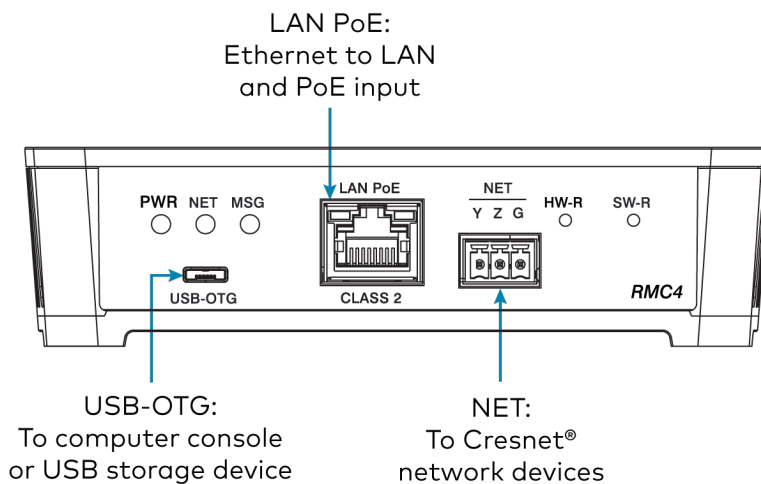 LAN PoE:
Ethernet to LAN
and PoE input
PWR NET MSG
LAN PoE
NET
Y Z G
HW-R
SW-R
USB-OTG
CLASS 2
RMC4
USB-OTG:
To computer console
or USB storage device
NET:
To Cresnet®
network devices